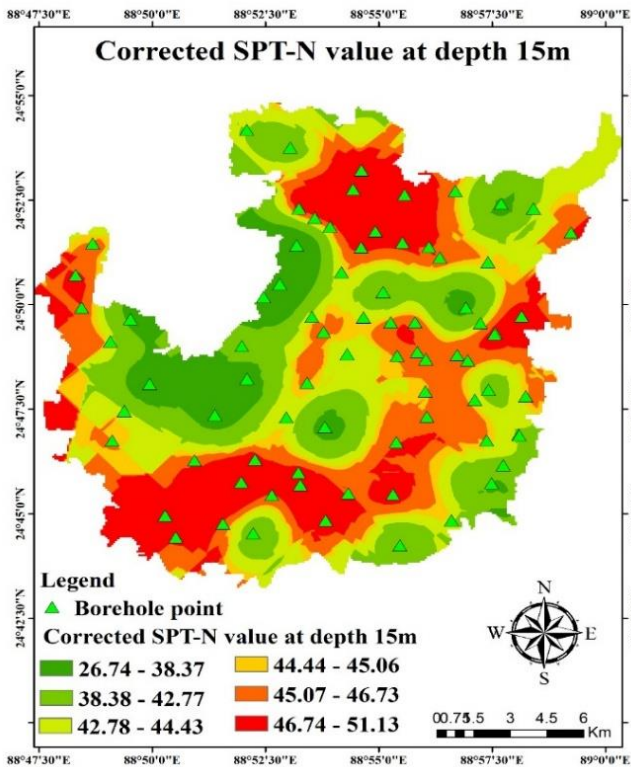 88°47'30"E 88°50'0"E 88°52'30"E 88°55'0"E 88°57'30"E 89°0'0"E
Corrected SPT-N value at depth 15m
24°55'0"N
24°52'30"N
24°50'0"N
24°47'30"N
24°45'0"N
24°42'30"N
Legend
Borehole point
Corrected SPT-N value at depth 15m
26.74 - 38.37 44.44 - 45.06
38.38 - 42.77 45.07 - 46.73
42.78 - 44.43 46.74 - 51.13
N
W E
S
00.751.5 3 4.5 6
Km
88°47'30"E 88°50'0"E 88°52'30"E 88°55'0"E 88°57'30"E 89°0'0"E